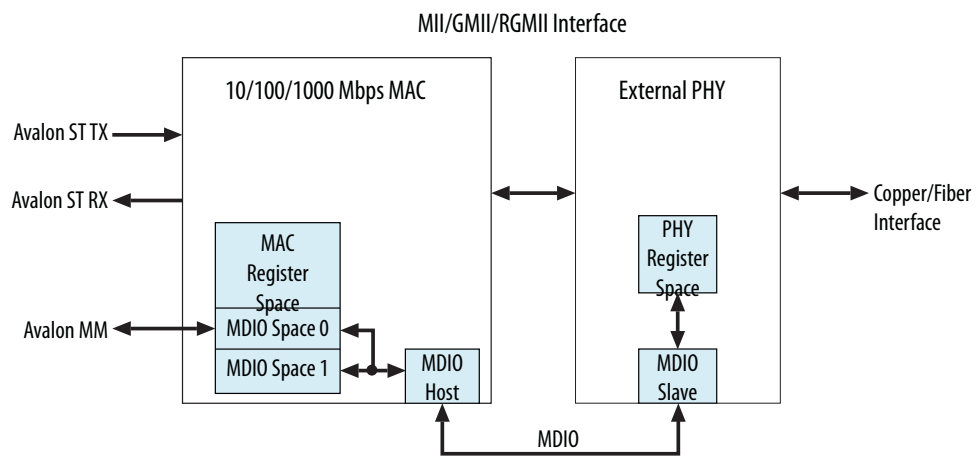 MII/GMII/RGMII Interface
10/100/1000 Mbps MAC
External PHY
Avalon ST TX
Avalon ST RX
Copper/Fiber
Interface
MAC
Register
Space
PHY
Register
Space
Avalon MM
MDIO Space 0
MDIO Space 1
MDIO
Host
MDIO
Slave
MDIO